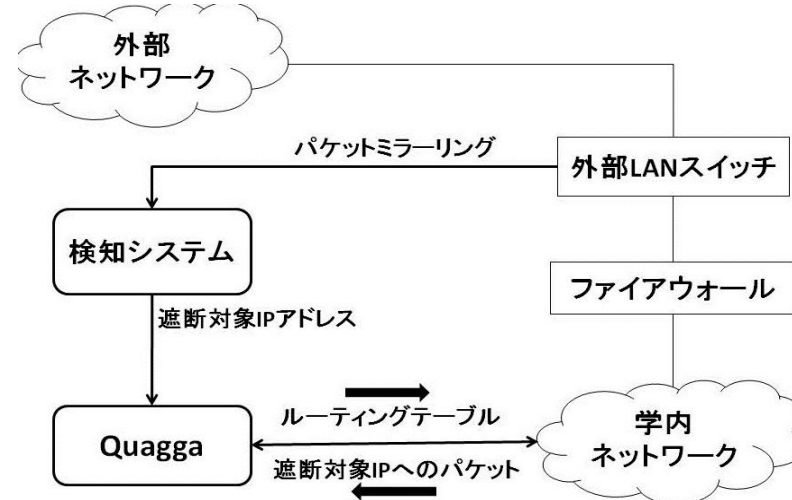 外部
ネットワーク
パケットミラーリング
外部LANスイッチ
検知システム
ファイアウォール
遮断対象IPアドレス
ルーティングテーブル
Quagga
学内
ネットワーク
遮断対象IPへのパケット